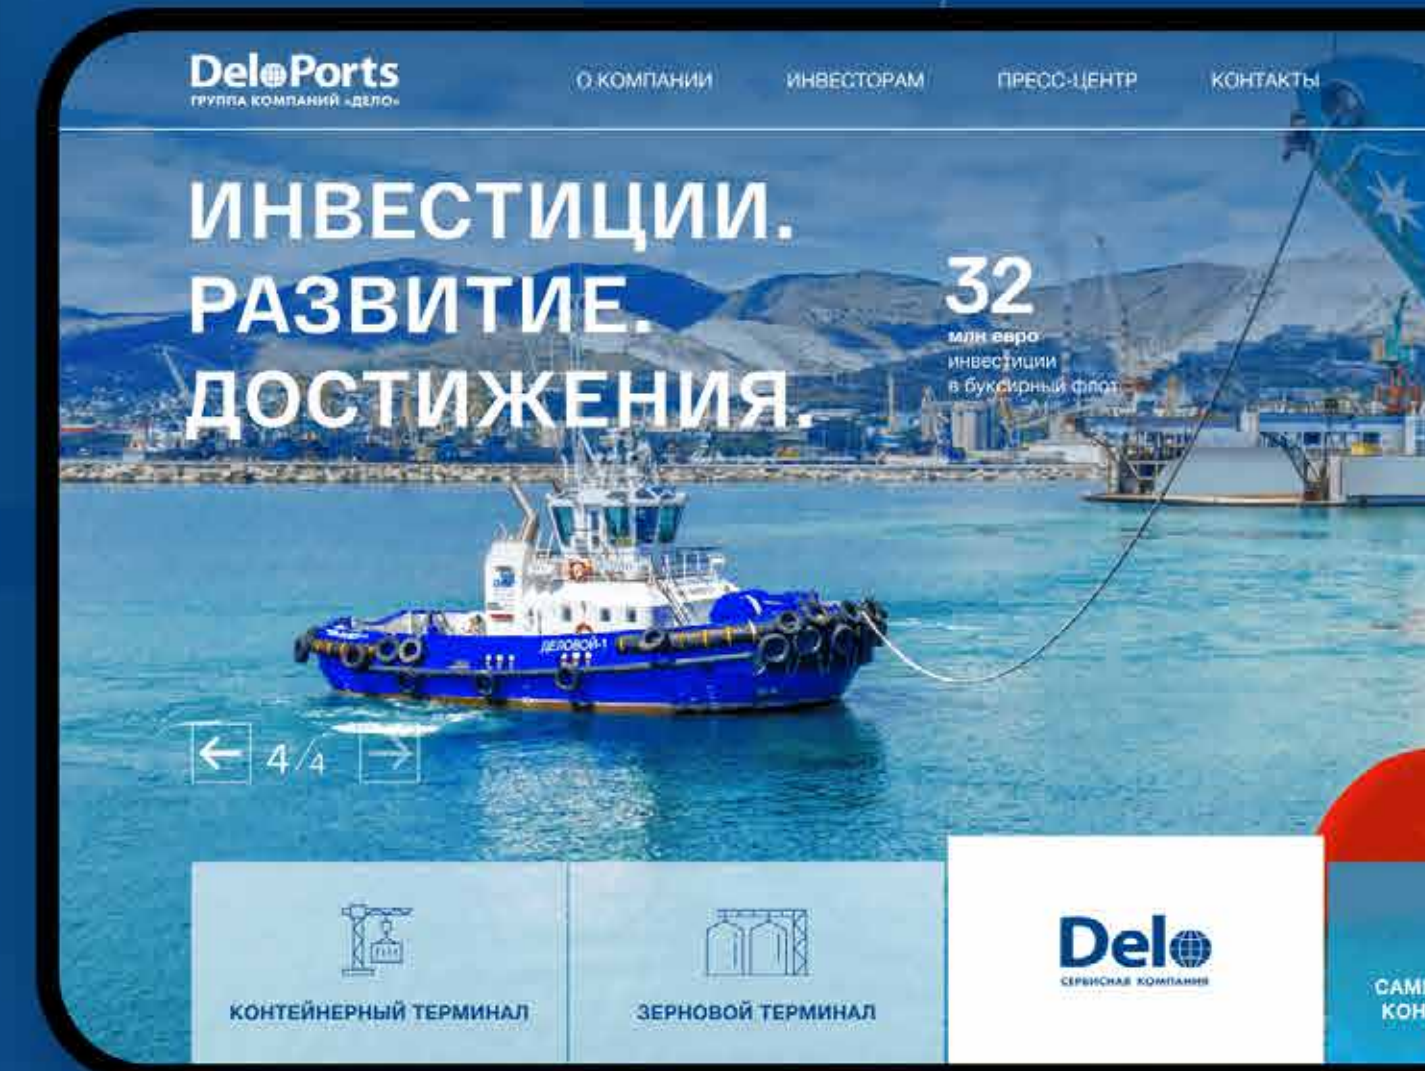 DeloPorts
ГРУППА КОМПАНИЙ «ДЕЛО»
О КОМПАНИИ
ИНВЕСТОРАМ
ПРЕСС-ЦЕНТР
КОНТАКТЫ
ИНВЕСТИЦИИ.
РАЗВИТИЕ.
ДОСТИЖЕНИЯ.
32
млн евро
инвестиции
в буксирный флот
ДЕЛОВОЙ-1
4/4
КОНТЕЙНЕРНЫЙ ТЕРМИНАЛ
ЗЕРНОВОЙ ТЕРМИНАЛ
Delo
СЕРВИСНАЯ КОМПАНИЯ